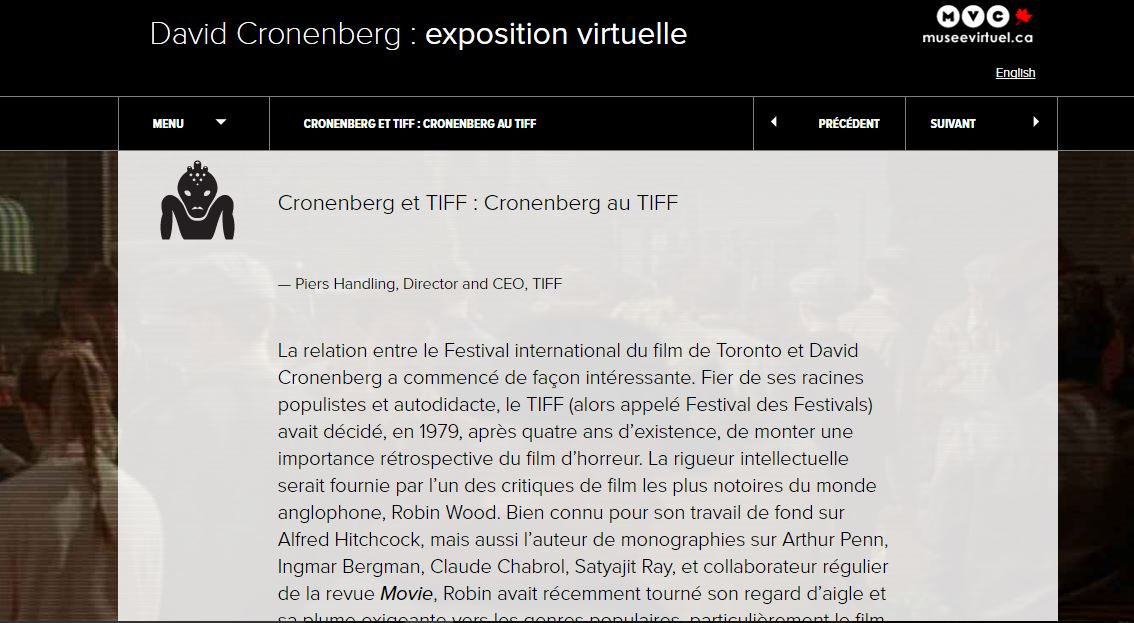 David Cronenberg : exposition virtuelle
MVC
museevirtuel.ca
English
MENU
CRONENBERG ET TIFF : CRONENBERG AU TIFF
PRÉCÉDENT
SUIVANT
Cronenberg et TIFF : Cronenberg au TIFF
— Piers Handling, Director and CEO, TIFF
La relation entre le Festival international du film de Toronto et David
Cronenberg a commencé de façon intéressante. Fier de ses racines
populistes et autodidacte, le TIFF (alors appelé Festival des Festivals)
avait décidé, en 1979, après quatre ans d’existence, de monter une
importance rétrospective du film d’horreur. La rigueur intellectuelle
serait fournie par l’un des critiques de film les plus notoires du monde
anglophone, Robin Wood. Bien connu pour son travail de fond sur
Alfred Hitchcock, mais aussi l’auteur de monographies sur Arthur Penn,
Ingmar Bergman, Claude Chabrol, Satyajit Ray, et collaborateur régulier
de la revue Movie, Robin avait récemment tourné son regard d’aigle et
sa plume exigeante vers les genres populaires, particulièrement le film